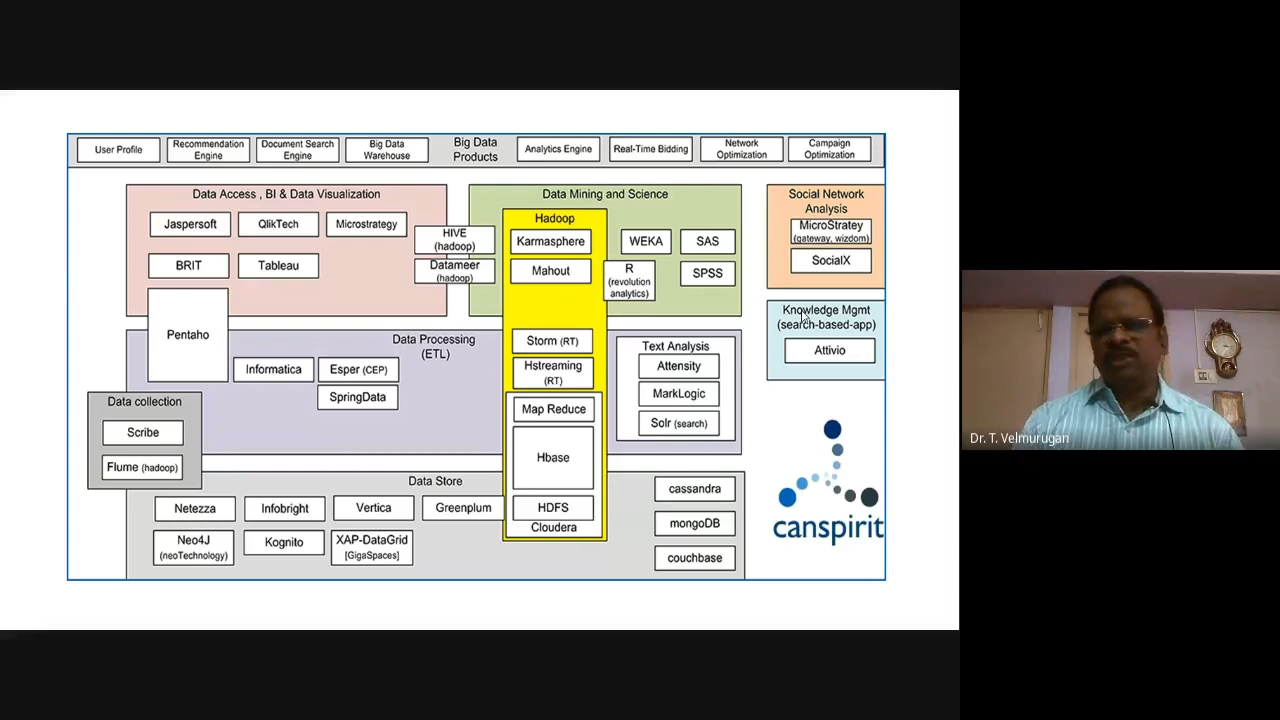 User Profile
Recommendation
Engine
Document Search
Engine
Big Data
Warehouse
Big Data
Products
Analytics Engine
Real-Time Bidding
Network
Optimization
Campaign
Optimization
Data Access , BI & Data Visualization
Jaspersoft
QlikTech
Microstrategy
BRIT
Tableau
HIVE
(hadoop)
Datameer
(hadoop)
Pentaho
Data Mining and Science
Hadoop
Karmasphere
Mahout
WEKA
SAS
R
(revolution
analytics)
SPSS
Social Network
Analysis
MicroStratey
(gateway, wizdom)
SocialX
Knowledge Mgmt
(search-based-app)
Attivio
Data Processing
(ETL)
Informatica
Esper (CEP)
SpringData
Storm (RT)
Hstreaming
(RT)
Map Reduce
Hbase
HDFS
Cloudera
Text Analysis
Attensity
MarkLogic
Solr (search)
Data collection
Scribe
Flume (hadoop)
Data Store
Netezza
Infobright
Vertica
Greenplum
Neo4J
(neoTechnology)
Kognito
XAP-DataGrid
[GigaSpaces]
cassandra
mongoDB
couchbase
canspirit
Dr. T. Velmurugan